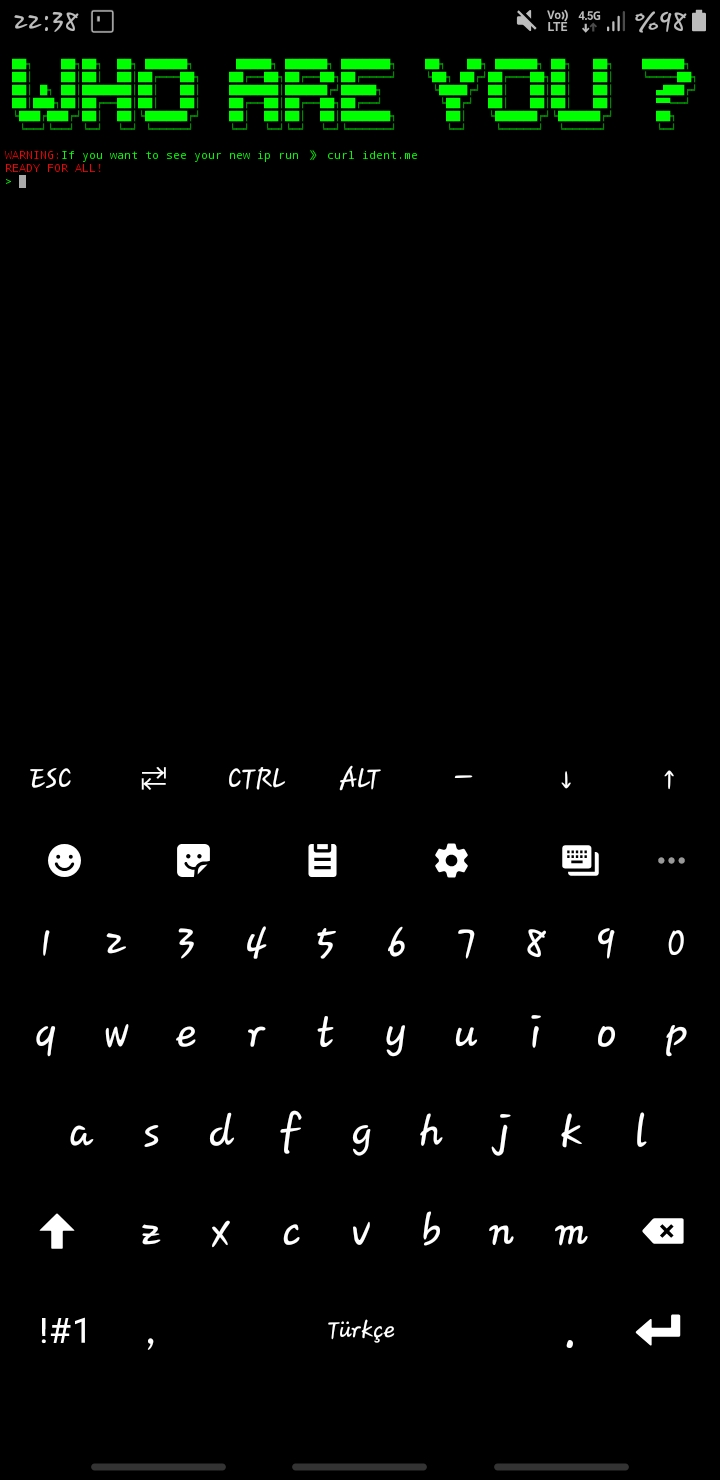 22:38 Vo)) LTE 4.5G %98
WHO ARE YOU ?
WARNING:If you want to see your new ip run 》 curl ident.me
READY FOR ALL!
>
ESC CTRL ALT – ↓ ↑
1 2 3 4 5 6 7 8 9 0
q w e r t y u i o p
a s d f g h j k l
z x c v b n m
!#1 , Türkçe .